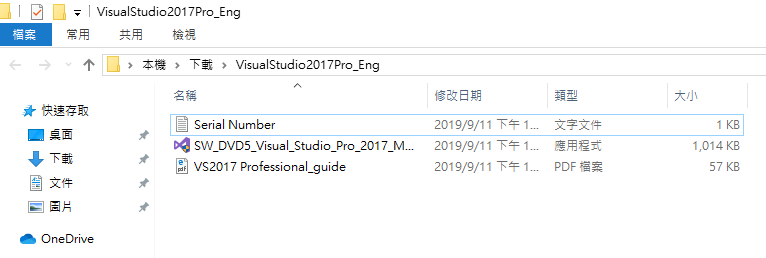 VisualStudio2017Pro_Eng
檔案 常用 共用 檢視
本機 下載 VisualStudio2017Pro_Eng
名稱 修改日期 類型 大小
快速存取
桌面
下載
文件
圖片
OneDrive
Serial Number 2019/9/11 下午 1... 文字文件 1 KB
SW_DVD5_Visual_Studio_Pro_2017_M... 2019/9/11 下午 1... 應用程式 1,014 KB
VS2017 Professional_guide 2019/9/11 下午 1... PDF 檔案 57 KB